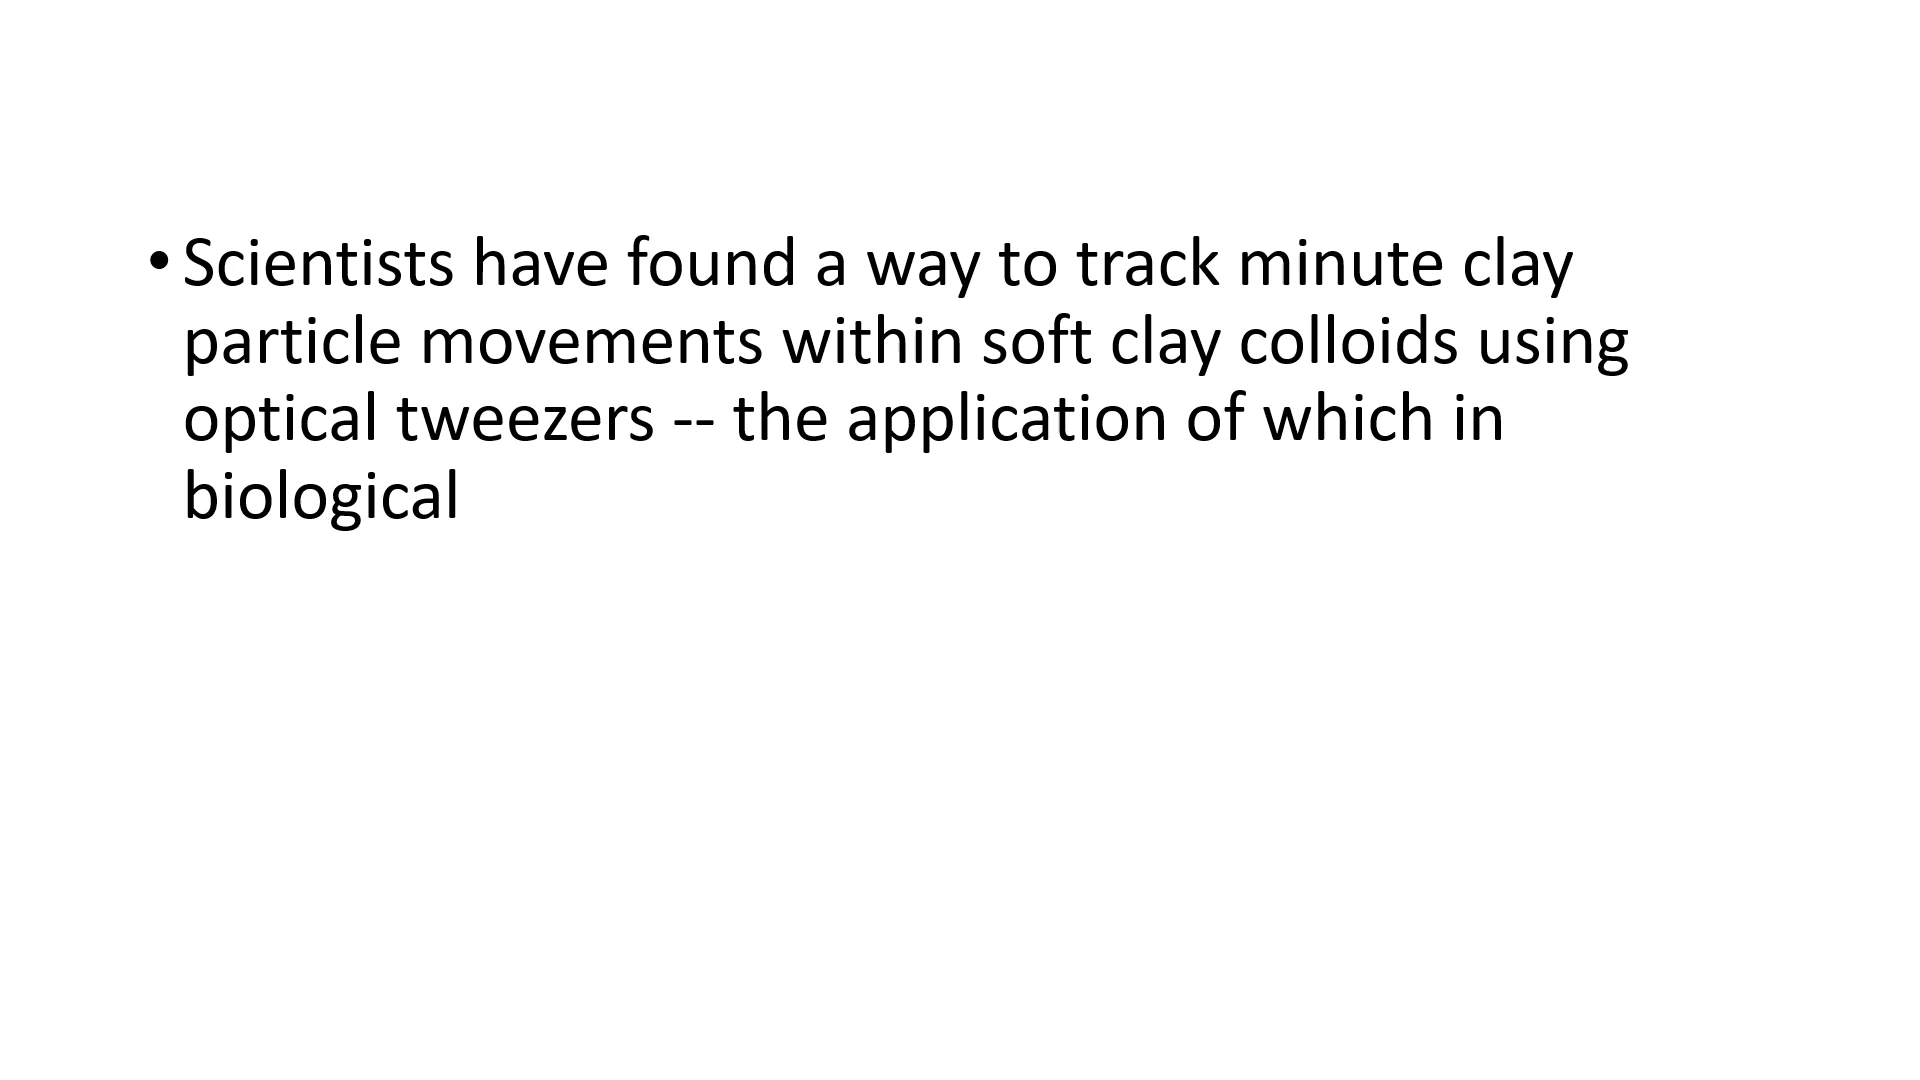 • Scientists have found a way to track minute clay
particle movements within soft clay colloids using
optical tweezers -- the application of which in
biological